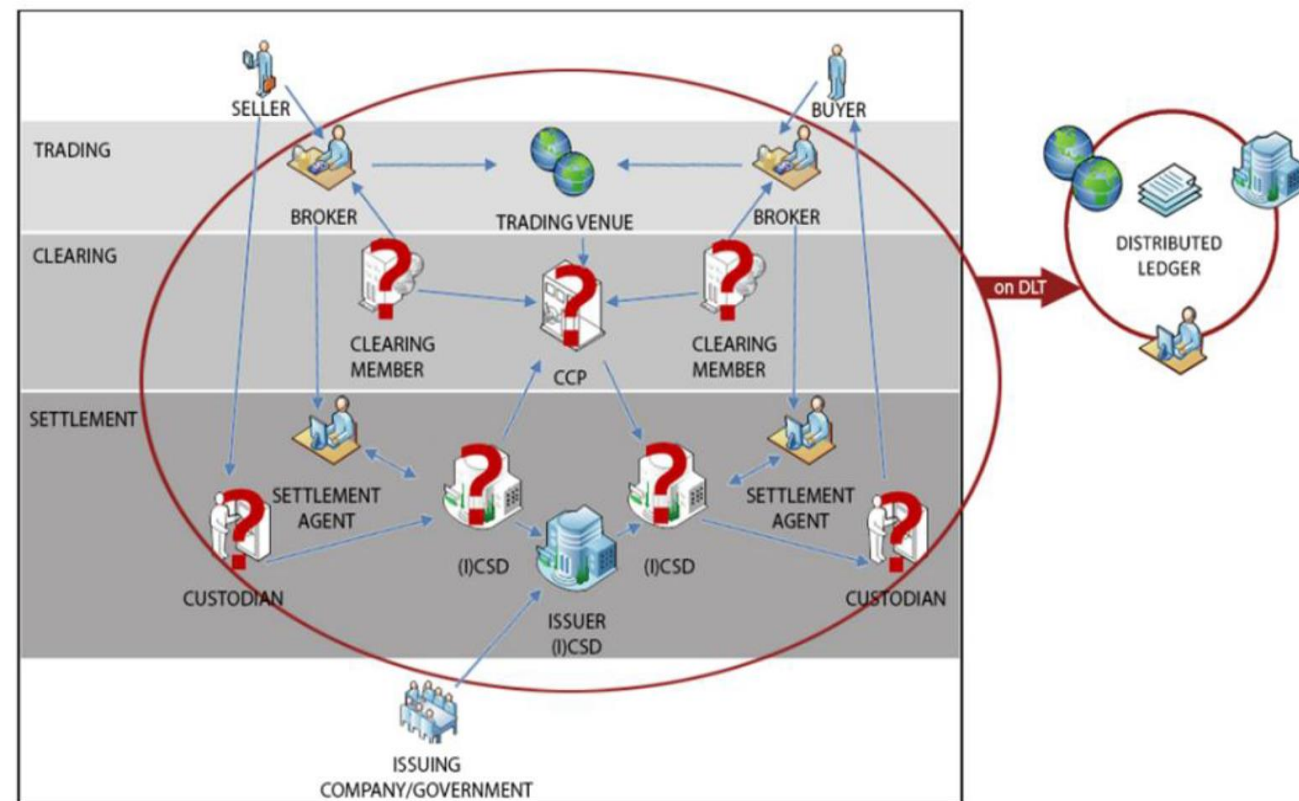 SELLER
BUYER
TRADING
BROKER
TRADING VENUE
BROKER
CLEARING
?
?
?
CLEARING
MEMBER
CCP
CLEARING
MEMBER
SETTLEMENT
?
?
SETTLEMENT
AGENT
SETTLEMENT
AGENT
?
?
(I)CSD
(I)CSD
CUSTODIAN
CUSTODIAN
ISSUER
(I)CSD
ISSUING
COMPANY/GOVERNMENT
on DLT
DISTRIBUTED
LEDGER